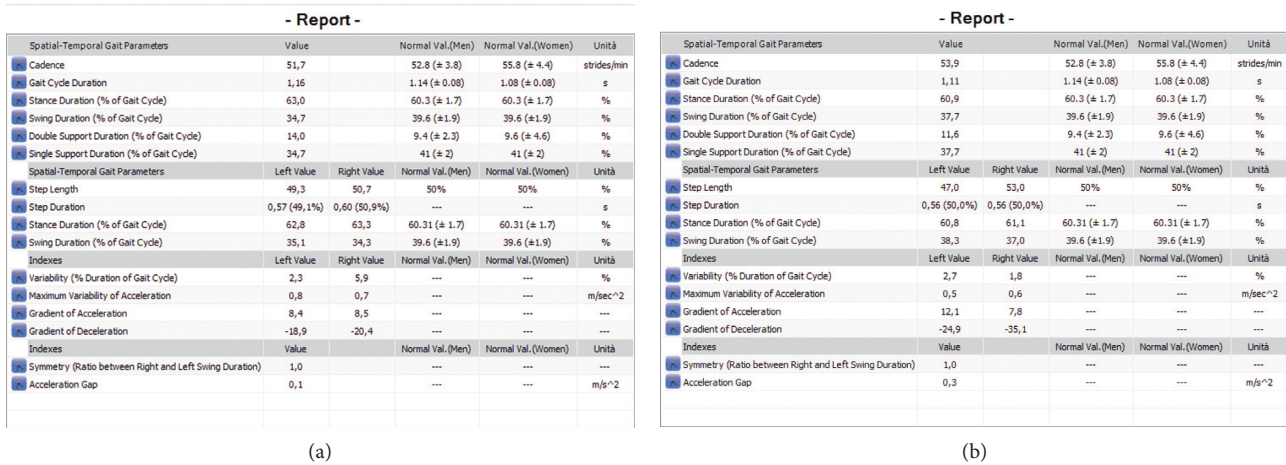 - Report -
Spatial-Temporal Gait Parameters Value Normal Val.(Men) Normal Val.(Women) Unità
Cadence 51,7 52.8 (± 3.8) 55.8 (± 4.4) strides/min
Gait Cycle Duration 1,16 1.14 (± 0.08) 1.08 (± 0.08) s
Stance Duration (% of Gait Cycle) 63,0 60.3 (± 1.7) 60.3 (± 1.7) %
Swing Duration (% of Gait Cycle) 34,7 39.6 (±1.9) 39.6 (±1.9) %
Double Support Duration (% of Gait Cycle) 14,0 9.4 (± 2.3) 9.6 (± 4.6) %
Single Support Duration (% of Gait Cycle) 34,7 41 (± 2) 41 (± 2) %
Spatial-Temporal Gait Parameters Left Value Right Value Normal Val.(Men) Normal Val.(Women) Unità
Step Length 49,3 50,7 50% 50% %
Step Duration 0,57 (49,1%) 0,60 (50,9%) --- --- s
Stance Duration (% of Gait Cycle) 62,8 63,3 60.31 (± 1.7) 60.31 (± 1.7) %
Swing Duration (% of Gait Cycle) 35,1 34,3 39.6 (±1.9) 39.6 (±1.9) %
Indexes Left Value Right Value Normal Val.(Men) Normal Val.(Women) Unità
Variability (% Duration of Gait Cycle) 2,3 5,9 --- --- %
Maximum Variability of Acceleration 0,8 0,7 --- --- m/sec^2
Gradient of Acceleration 8,4 8,5 --- --- ---
Gradient of Deceleration -18,9 -20,4 --- --- ---
Indexes Value Normal Val.(Men) Normal Val.(Women) Unità
Symmetry (Ratio between Right and Left Swing Duration) 1,0 --- --- ---
Acceleration Gap 0,1 --- --- m/s^2
(a)
- Report -
Spatial-Temporal Gait Parameters Value Normal Val.(Men) Normal Val.(Women) Unità
Cadence 53,9 52.8 (± 3.8) 55.8 (± 4.4) strides/min
Gait Cycle Duration 1,11 1.14 (± 0.08) 1.08 (± 0.08) s
Stance Duration (% of Gait Cycle) 60,9 60.3 (± 1.7) 60.3 (± 1.7) %
Swing Duration (% of Gait Cycle) 37,7 39.6 (±1.9) 39.6 (±1.9) %
Double Support Duration (% of Gait Cycle) 11,6 9.4 (± 2.3) 9.6 (± 4.6) %
Single Support Duration (% of Gait Cycle) 37,7 41 (± 2) 41 (± 2) %
Spatial-Temporal Gait Parameters Left Value Right Value Normal Val.(Men) Normal Val.(Women) Unità
Step Length 47,0 53,0 50% 50% %
Step Duration 0,56 (50,0%) 0,56 (50,0%) --- --- s
Stance Duration (% of Gait Cycle) 60,8 61,1 60.31 (± 1.7) 60.31 (± 1.7) %
Swing Duration (% of Gait Cycle) 38,3 37,0 39.6 (±1.9) 39.6 (±1.9) %
Indexes Left Value Right Value Normal Val.(Men) Normal Val.(Women) Unità
Variability (% Duration of Gait Cycle) 2,7 1,8 --- --- %
Maximum Variability of Acceleration 0,5 0,6 --- --- m/sec^2
Gradient of Acceleration 12,1 7,8 --- --- ---
Gradient of Deceleration -24,9 -35,1 --- --- ---
Indexes Value Normal Val.(Men) Normal Val.(Women) Unità
Symmetry (Ratio between Right and Left Swing Duration) 1,0 --- --- ---
Acceleration Gap 0,3 --- --- m/s^2
(b)